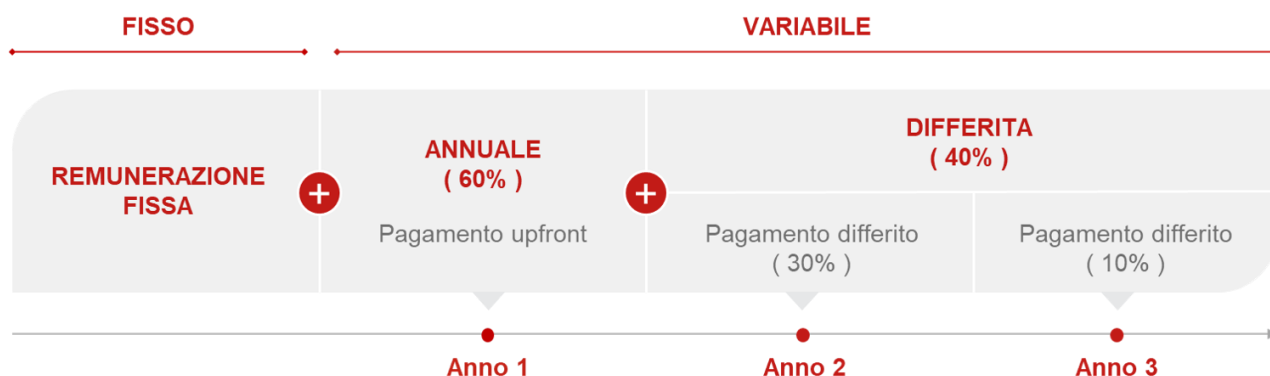 FISSO
VARIABILE
REMUNERAZIONE
FISSA
+
ANNUALE
( 60% )
Pagamento upfront
+
DIFFERITA
( 40% )
Pagamento differito
( 30% )
Pagamento differito
( 10% )
Anno 1
Anno 2
Anno 3